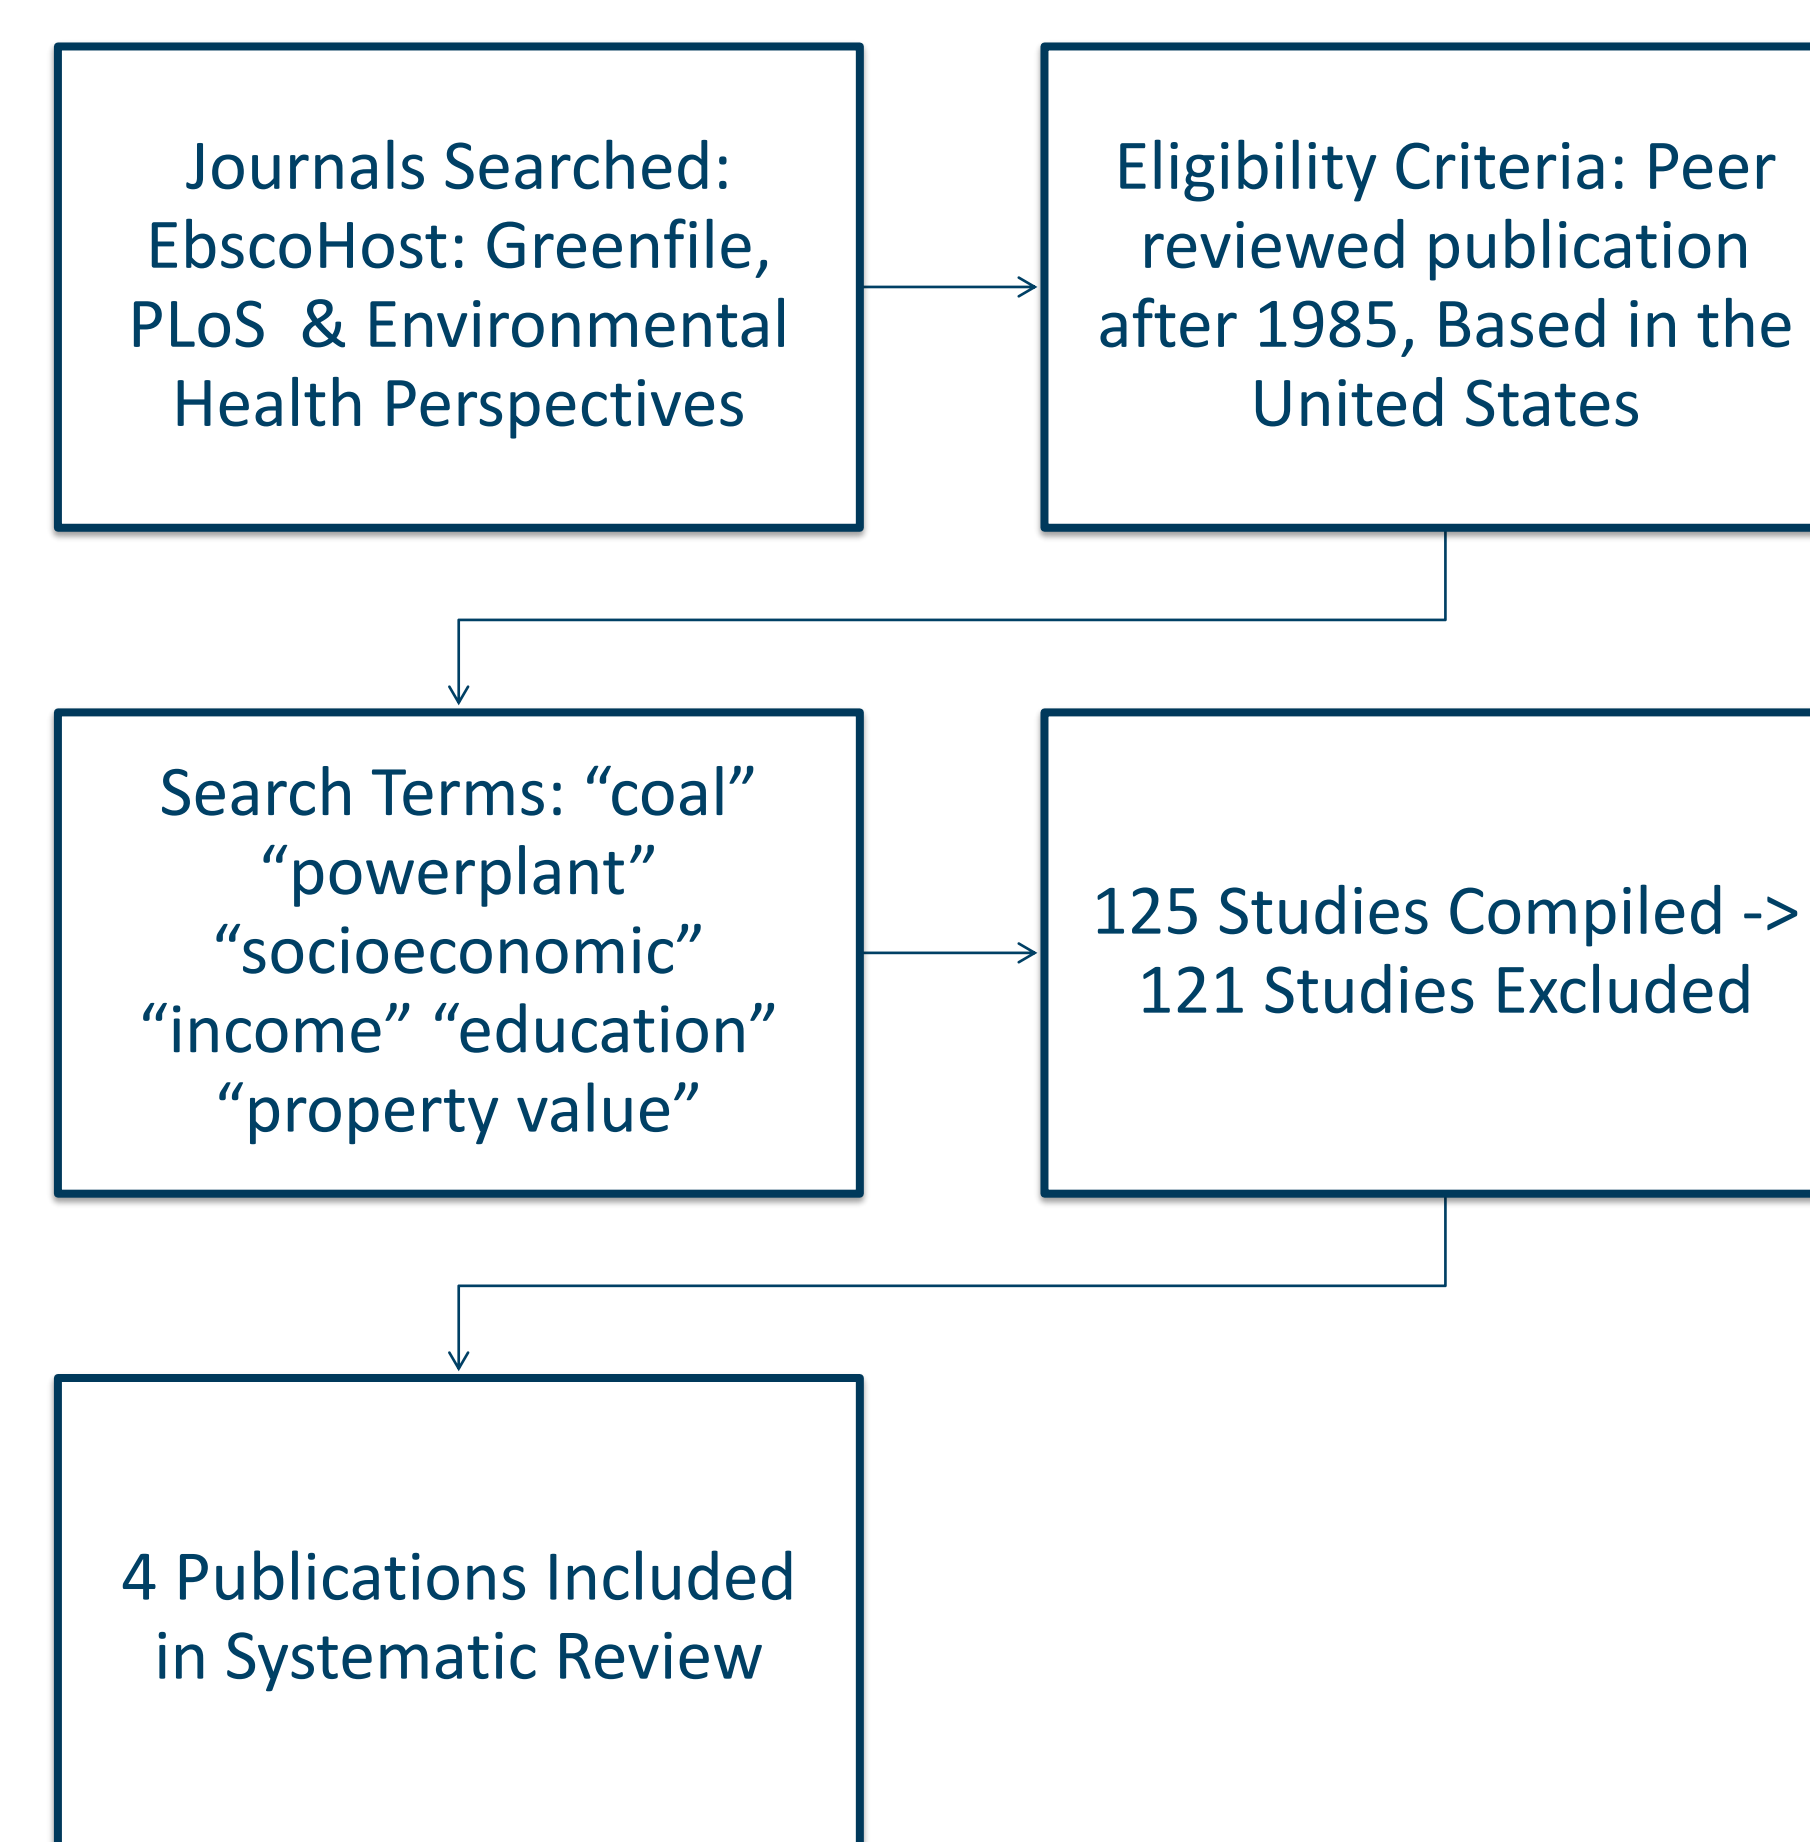 Journals Searched:
EbscoHost: Greenfile,
PLoS  & Environmental
Health Perspectives
Eligibility Criteria: Peer
reviewed publication
after 1985, Based in the
United States
Search Terms: “coal”
“powerplant”
“socioeconomic”
“income” “education”
“property value”
125 Studies Compiled ->
121 Studies Excluded
4 Publications Included
in Systematic Review